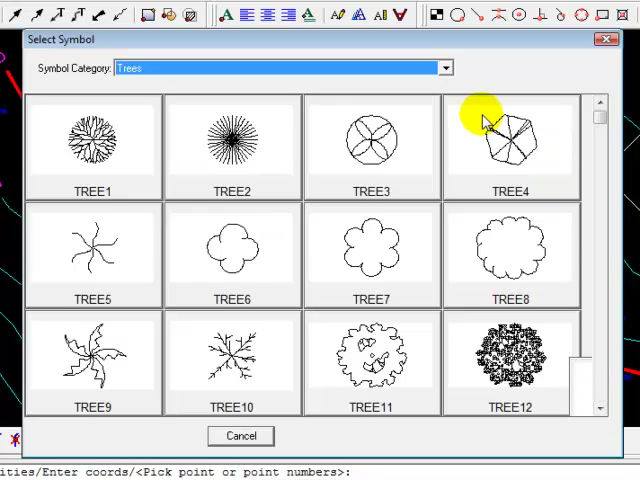 Select Symbol
Symbol Category: Trees
TREE1 TREE2 TREE3 TREE4
TREE5 TREE6 TREE7 TREE8
TREE9 TREE10 TREE11 TREE12
Cancel
ities/Enter coords/<Pick point or point numbers>: